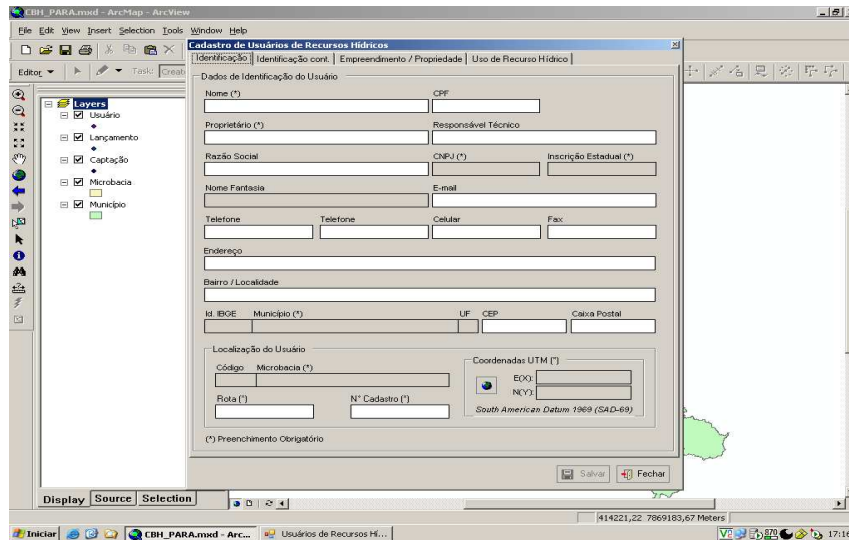 CBH_PARA.mxd - ArcMap - ArcView
File Edit View Insert Selection Tools Window Help
Editor Task: Creat
Layers
Usuário
Lançamento
Captação
Microbacia
Município
Cadastro de Usuários de Recursos Hídricos
Identificação Identificação cont. Empreendimento / Propriedade Uso de Recurso Hídrico
Dados de Identificação do Usuário
Nome (*) CPF
Proprietário (*) Responsável Técnico
Razão Social CNPJ (*) Inscrição Estadual (*)
Nome Fantasia E-mail
Telefone Telefone Celular Fax
Endereço
Bairro / Localidade
Id. IBGE Município (*) UF CEP Caixa Postal
Localização do Usuário
Código Microbacia (*)
Rota (*) N° Cadastro (*)
Coordenadas UTM (*)
E(X):
N(Y):
South American Datum 1969 (SAD-69)
(*) Preenchimento Obrigatório
Salvar Fechar
Display Source Selection
414221,22 7869183,67 Meters
Iniciar CBH_PARA.mxd - Arc... Usuários de Recursos Hí... 17:16